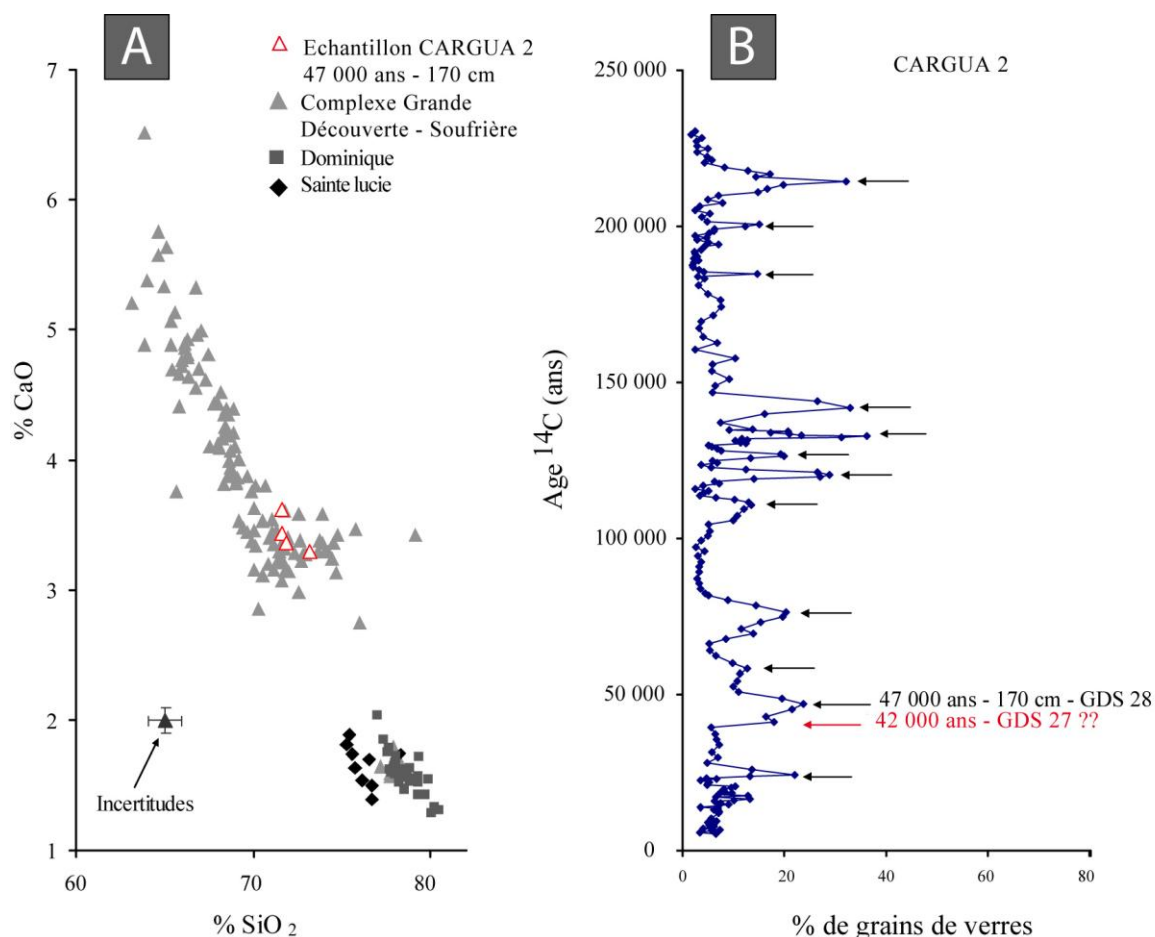 A
Echantillon CARGUA 2
47 000 ans - 170 cm
Complexe Grande
Découverte - Soufrière
Dominique
Sainte lucie
7
6
5
4
3
2
1
% CaO
Incertitudes
60
70
80
% SiO2
B
CARGUA 2
250 000
200 000
150 000
100 000
50 000
0
Age 14C (ans)
47 000 ans - 170 cm - GDS 28
42 000 ans - GDS 27 ??
0
20
40
60
80
% de grains de verres